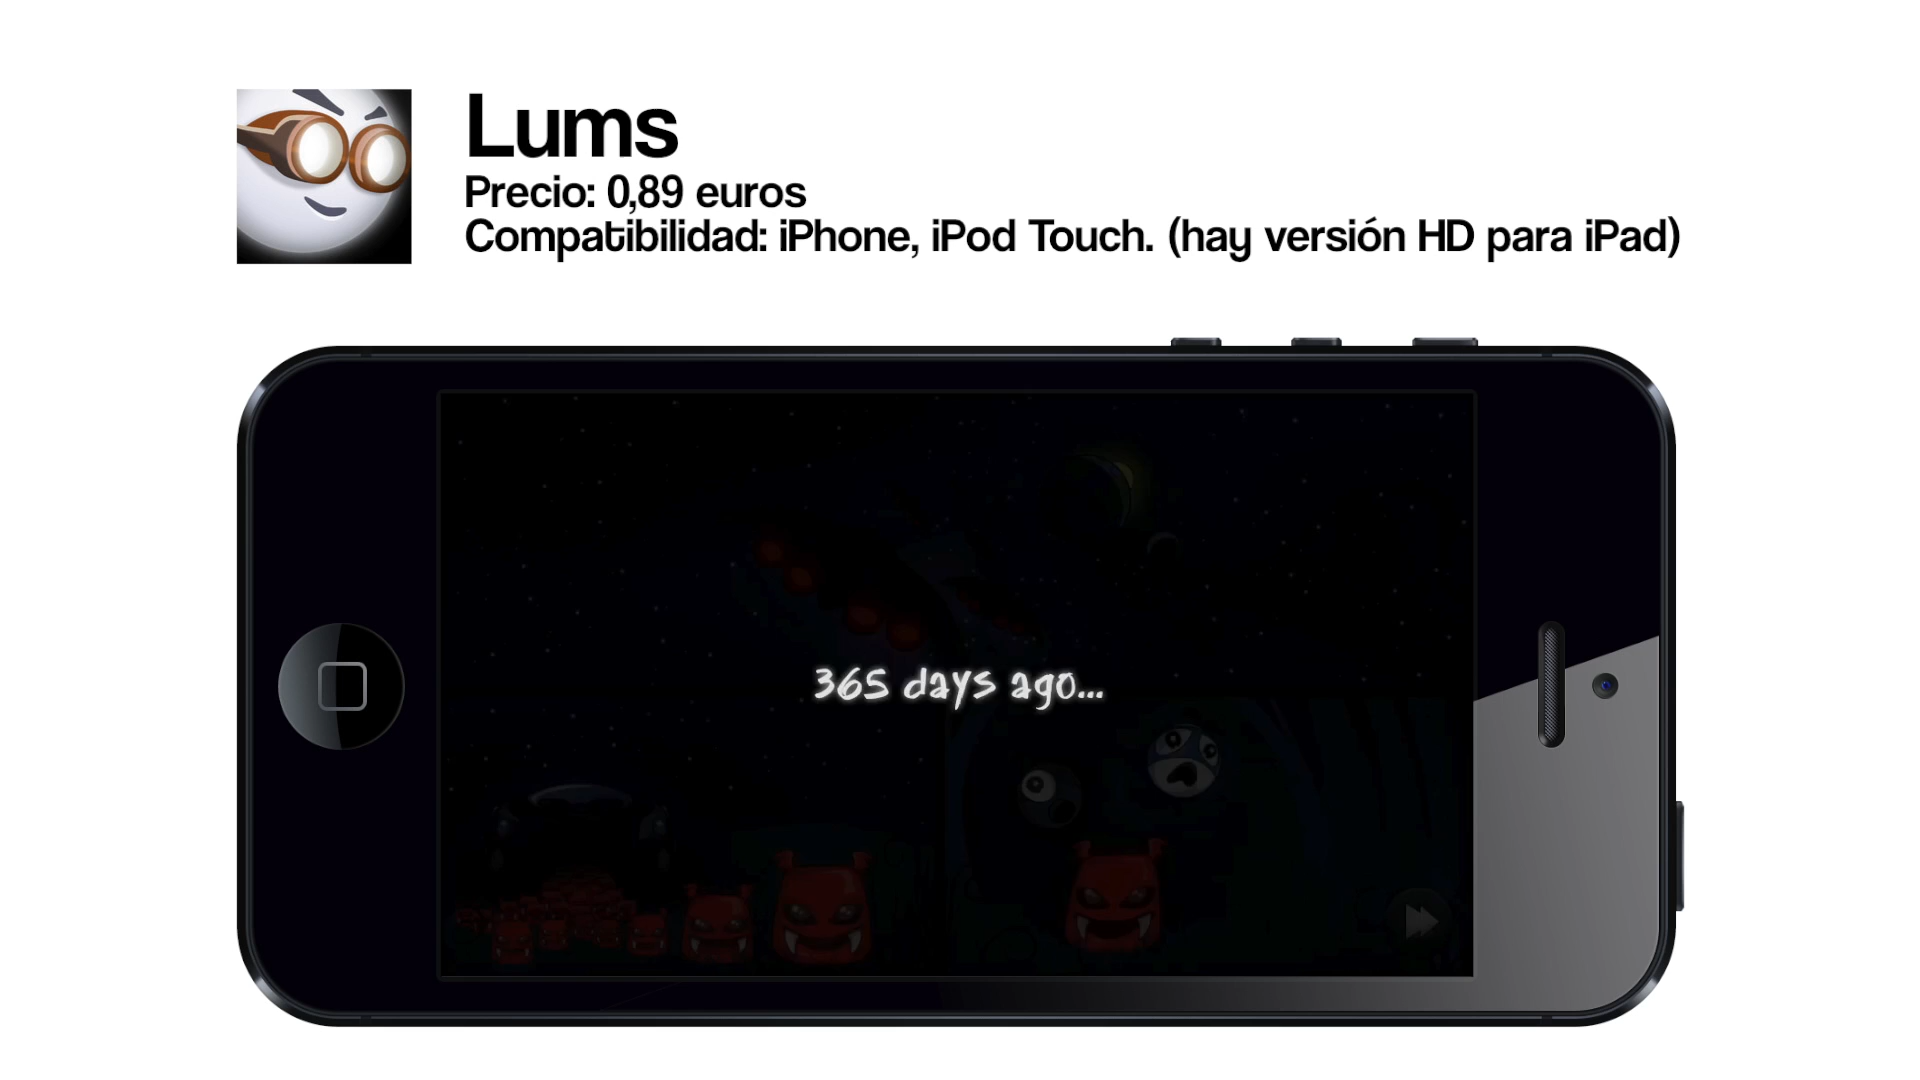 Lums
Precio: 0,89 euros
Compatibilidad: iPhone, iPod Touch. (hay versión HD para iPad)
365 days ago...